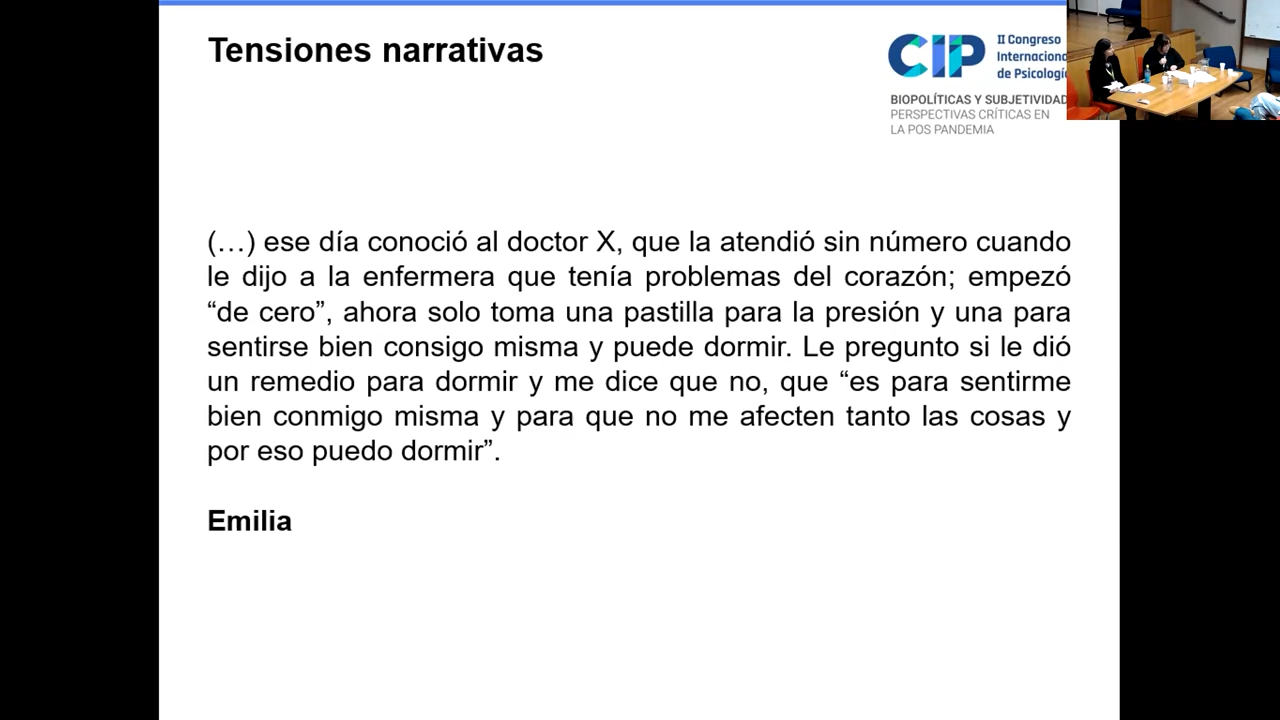 Tensiones narrativas
CIP
II Congreso
Internacional
de Psicología
BIOPOLÍTICAS Y SUBJETIVIDAD
PERSPECTIVAS CRÍTICAS EN
LA POS PANDEMIA
(…) ese día conoció al doctor X, que la atendió sin número cuando
le dijo a la enfermera que tenía problemas del corazón; empezó
“de cero”, ahora solo toma una pastilla para la presión y una para
sentirse bien consigo misma y puede dormir. Le pregunto si le dió
un remedio para dormir y me dice que no, que “es para sentirme
bien conmigo misma y para que no me afecten tanto las cosas y
por eso puedo dormir”.
Emilia